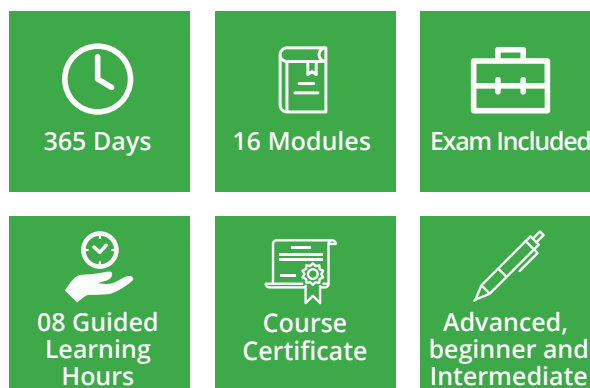 365 Days
16 Modules
Exam Included
08 Guided
Learning
Hours
Course
Certificate
Advanced,
beginner and
Intermediate